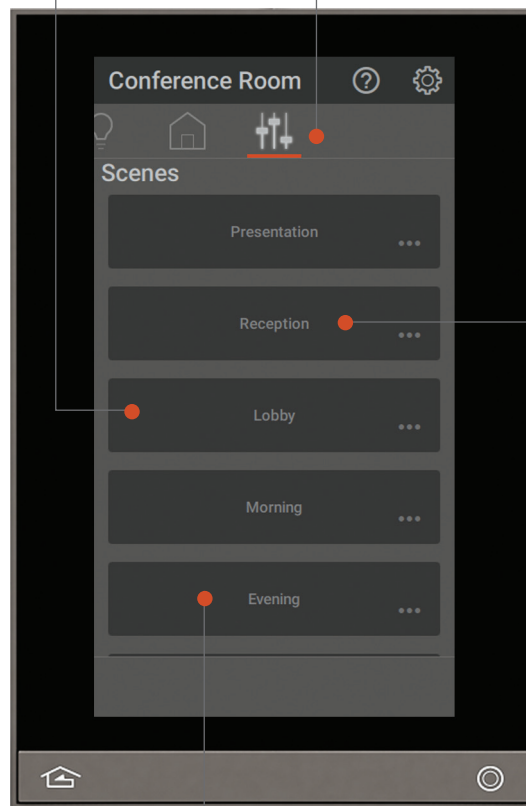 Conference Room
Scenes
Presentation
Reception
Lobby
Morning
Evening